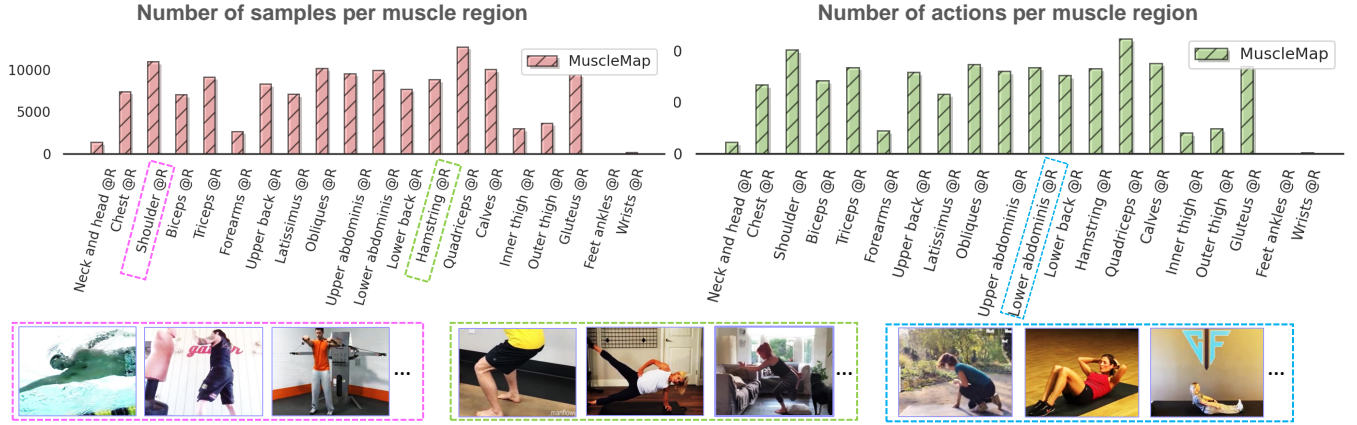 Number of samples per muscle region
MuscleMap
10000
5000
0
Neck and head @R
Chest @R
Shoulder @R
Biceps @R
Triceps @R
Forearms @R
Upper back @R
Latissimus @R
Obliques @R
Upper abdominis @R
Lower abdominis @R
Lower back @R
Hamstring @R
Quadriceps @R
Calves @R
Inner thigh @R
Outer thigh @R
Gluteus @R
Feet ankles @R
Wrists @R
Number of actions per muscle region
MuscleMap
0
0
0
Neck and head @R
Chest @R
Shoulder @R
Biceps @R
Triceps @R
Forearms @R
Upper back @R
Latissimus @R
Obliques @R
Upper abdominis @R
Lower abdominis @R
Lower back @R
Hamstring @R
Quadriceps @R
Calves @R
Inner thigh @R
Outer thigh @R
Gluteus @R
Feet ankles @R
Wrists @R
...
...
...